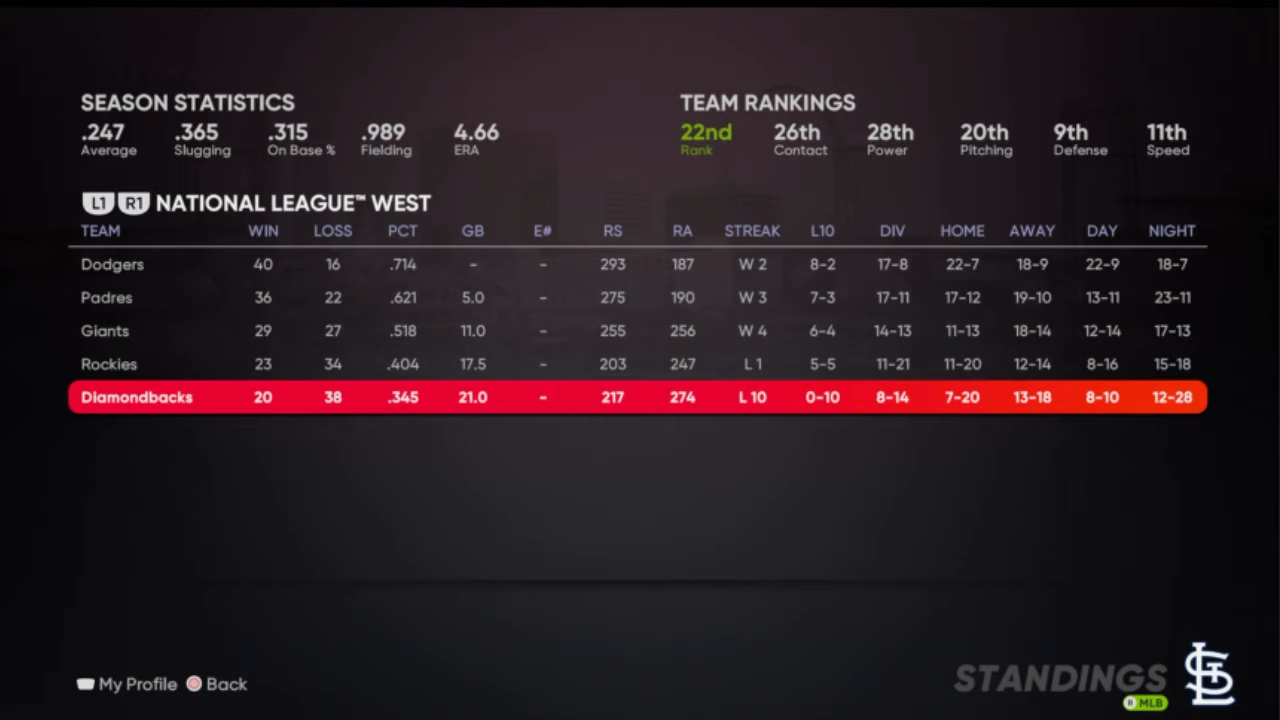 SEASON STATISTICS
.247 .365 .315 .989 4.66
Average Slugging On Base % Fielding ERA
TEAM RANKINGS
22nd 26th 28th 20th 9th 11th
Rank Contact Power Pitching Defense Speed
L1 R1 NATIONAL LEAGUE™ WEST
TEAM WIN LOSS PCT GB E# RS RA STREAK L10 DIV HOME AWAY DAY NIGHT
Dodgers 40 16 .714 - - 293 187 W 2 8-2 17-8 22-7 18-9 22-9 18-7
Padres 36 22 .621 5.0 - 275 190 W 3 7-3 17-11 17-12 19-10 13-11 23-11
Giants 29 27 .518 11.0 - 255 256 W 4 6-4 14-13 11-13 18-14 12-14 17-13
Rockies 23 34 .404 17.5 - 203 247 L 1 5-5 11-21 11-20 12-14 8-16 15-18
Diamondbacks 20 38 .345 21.0 - 217 274 L 10 0-10 8-14 7-20 13-18 8-10 12-28
My Profile Back
STANDINGS
R MLB
STL